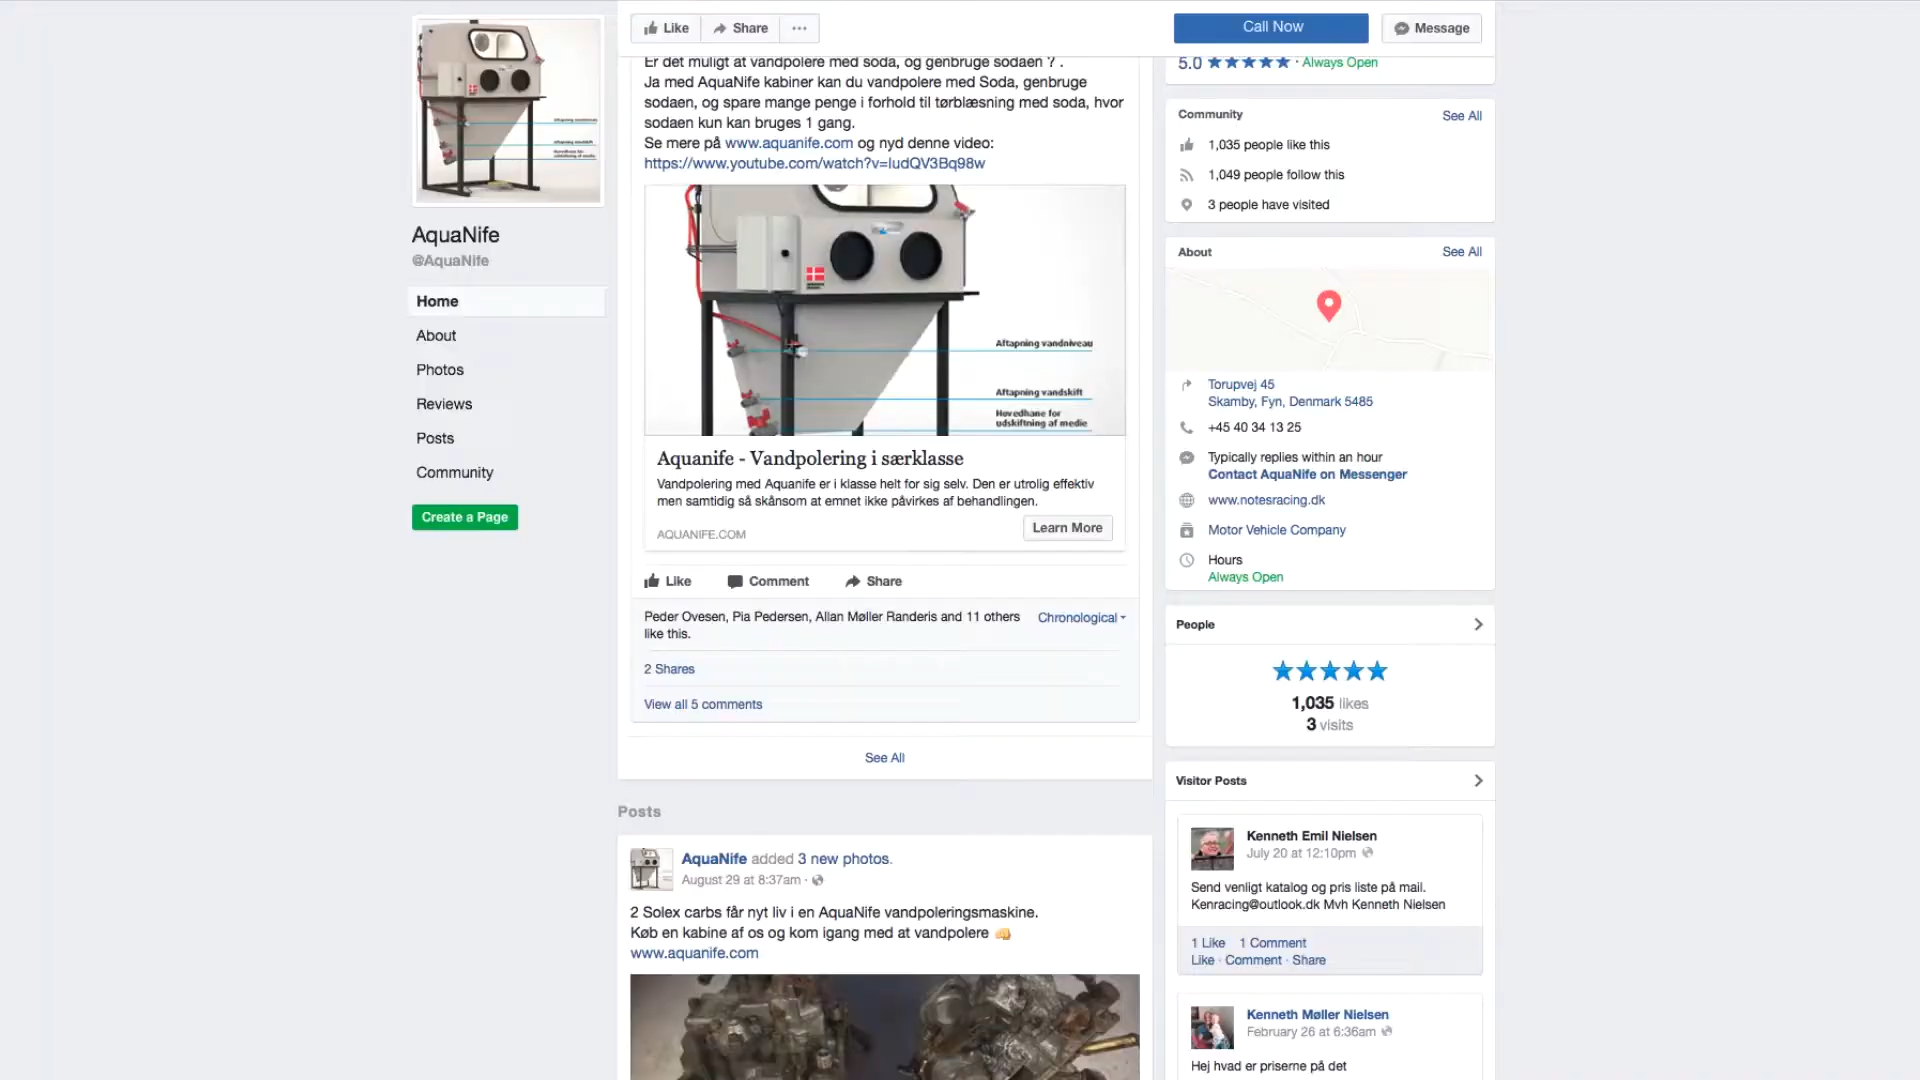 Like
Share
Call Now
Message
AquaNife
@AquaNife
Home
About
Photos
Reviews
Posts
Community
Create a Page
Er det muligt at vandpolere med soda, og genbruge sodaen ? .
Ja med AquaNife kabiner kan du vandpolere med Soda, genbruge
sodaen, og spare mange penge i forhold til tørblæsning med soda, hvor
sodaen kun kan bruges 1 gang.
Se mere på www.aquanife.com og nyd denne video:
https://www.youtube.com/watch?v=ludQV3Bq98w
Aftapning vandniveau
Aftapning vandskift
Hovedhane for
udskiftning af medie
Aquanife - Vandpolering i særklasse
Vandpolering med Aquanife er i klasse helt for sig selv. Den er utrolig effektiv
men samtidig så skånsom at emnet ikke påvirkes af behandlingen.
AQUANIFE.COM
Learn More
Like Comment Share
Peder Ovesen, Pia Pedersen, Allan Møller Randeris and 11 others
like this.
Chronological
2 Shares
View all 5 comments
See All
Posts
AquaNife added 3 new photos.
August 29 at 8:37am ·
2 Solex carbs får nyt liv i en AquaNife vandpoleringsmaskine.
Køb en kabine af os og kom igang med at vandpolere 👊
www.aquanife.com
5.0 ★★★★★ · Always Open
Community See All
1,035 people like this
1,049 people follow this
3 people have visited
About See All
Torupvej 45
Skamby, Fyn, Denmark 5485
+45 40 34 13 25
Typically replies within an hour
Contact AquaNife on Messenger
www.notesracing.dk
Motor Vehicle Company
Hours
Always Open
People
★★★★★
1,035 likes
3 visits
Visitor Posts
Kenneth Emil Nielsen
July 20 at 12:10pm
Send venligt katalog og pris liste på mail.
Kenracing@outlook.dk Mvh Kenneth Nielsen
1 Like 1 Comment
Like · Comment · Share
Kenneth Møller Nielsen
February 26 at 6:36am
Hej hvad er priserne på det